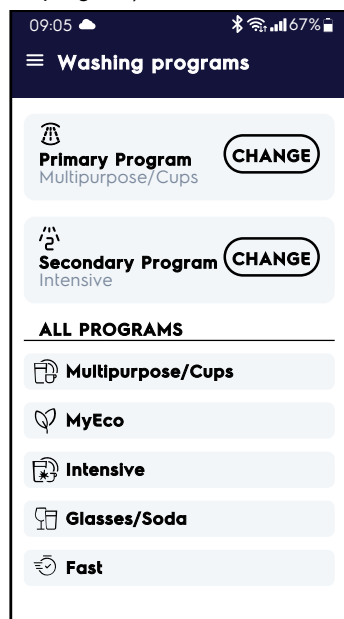 09:05 67%
Washing programs
Primary Program
Multipurpose/Cups
CHANGE
2
Secondary Program
Intensive
CHANGE
ALL PROGRAMS
Multipurpose/Cups
MyEco
Intensive
Glasses/Soda
Fast